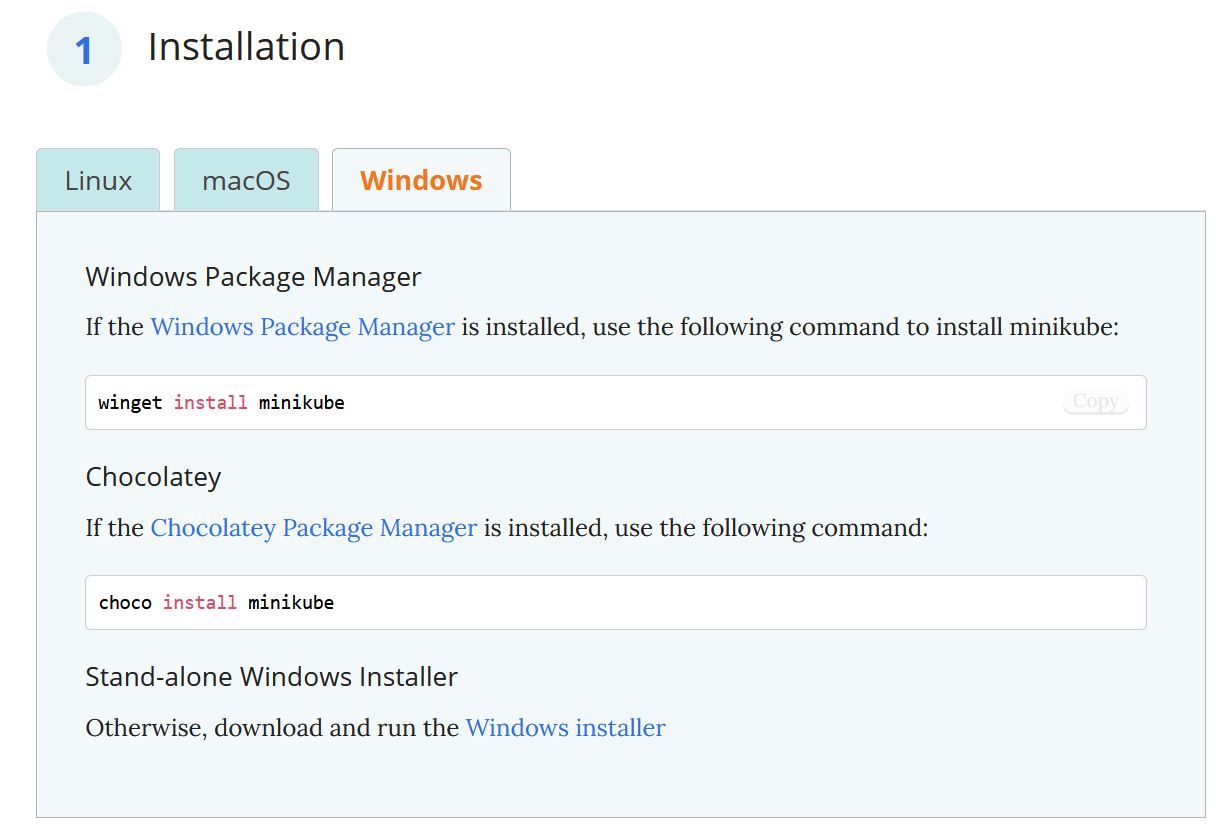 1 Installation
Linux macOS Windows
Windows Package Manager
If the Windows Package Manager is installed, use the following command to install minikube:
winget install minikube Copy
Chocolatey
If the Chocolatey Package Manager is installed, use the following command:
choco install minikube
Stand-alone Windows Installer
Otherwise, download and run the Windows installer